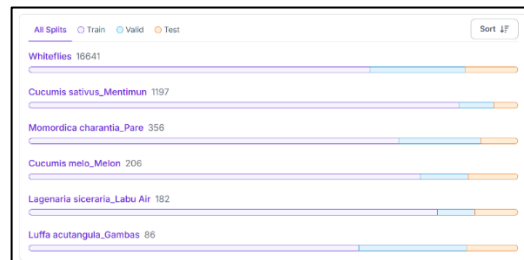 All Splits Train Valid Test Sort
Whiteflies 16641
Cucumis sativus_Mentimun 1197
Momordica charantia_Pare 356
Cucumis melo_Melon 206
Lagenaria siceraria_Labu Air 182
Luffa acutangula_Gambas 86